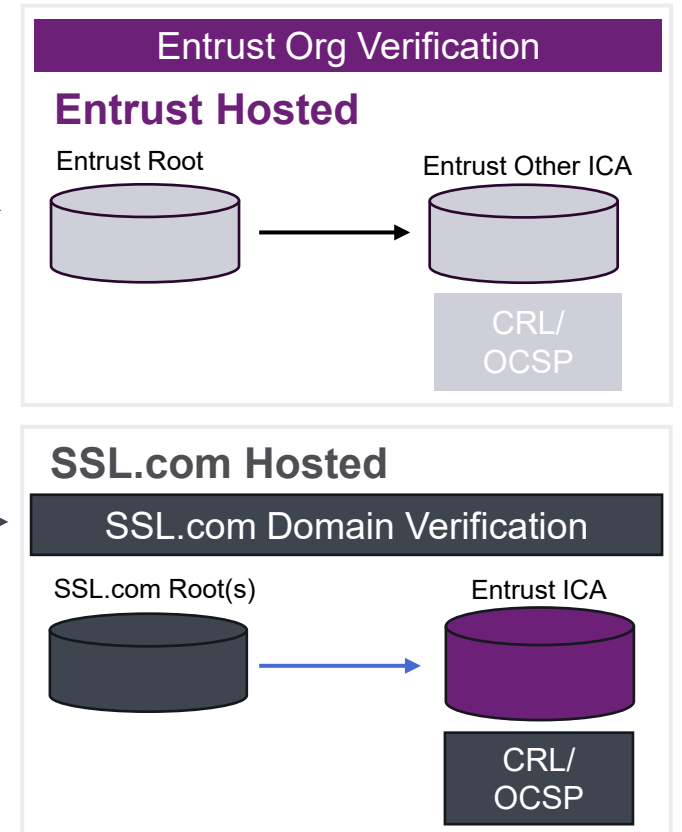 Entrust Org Verification
Entrust Hosted
Entrust Root
Entrust Other ICA
CRL/
OCSP
SSL.com Hosted
SSL.com Domain Verification
SSL.com Root(s)
Entrust ICA
CRL/
OCSP